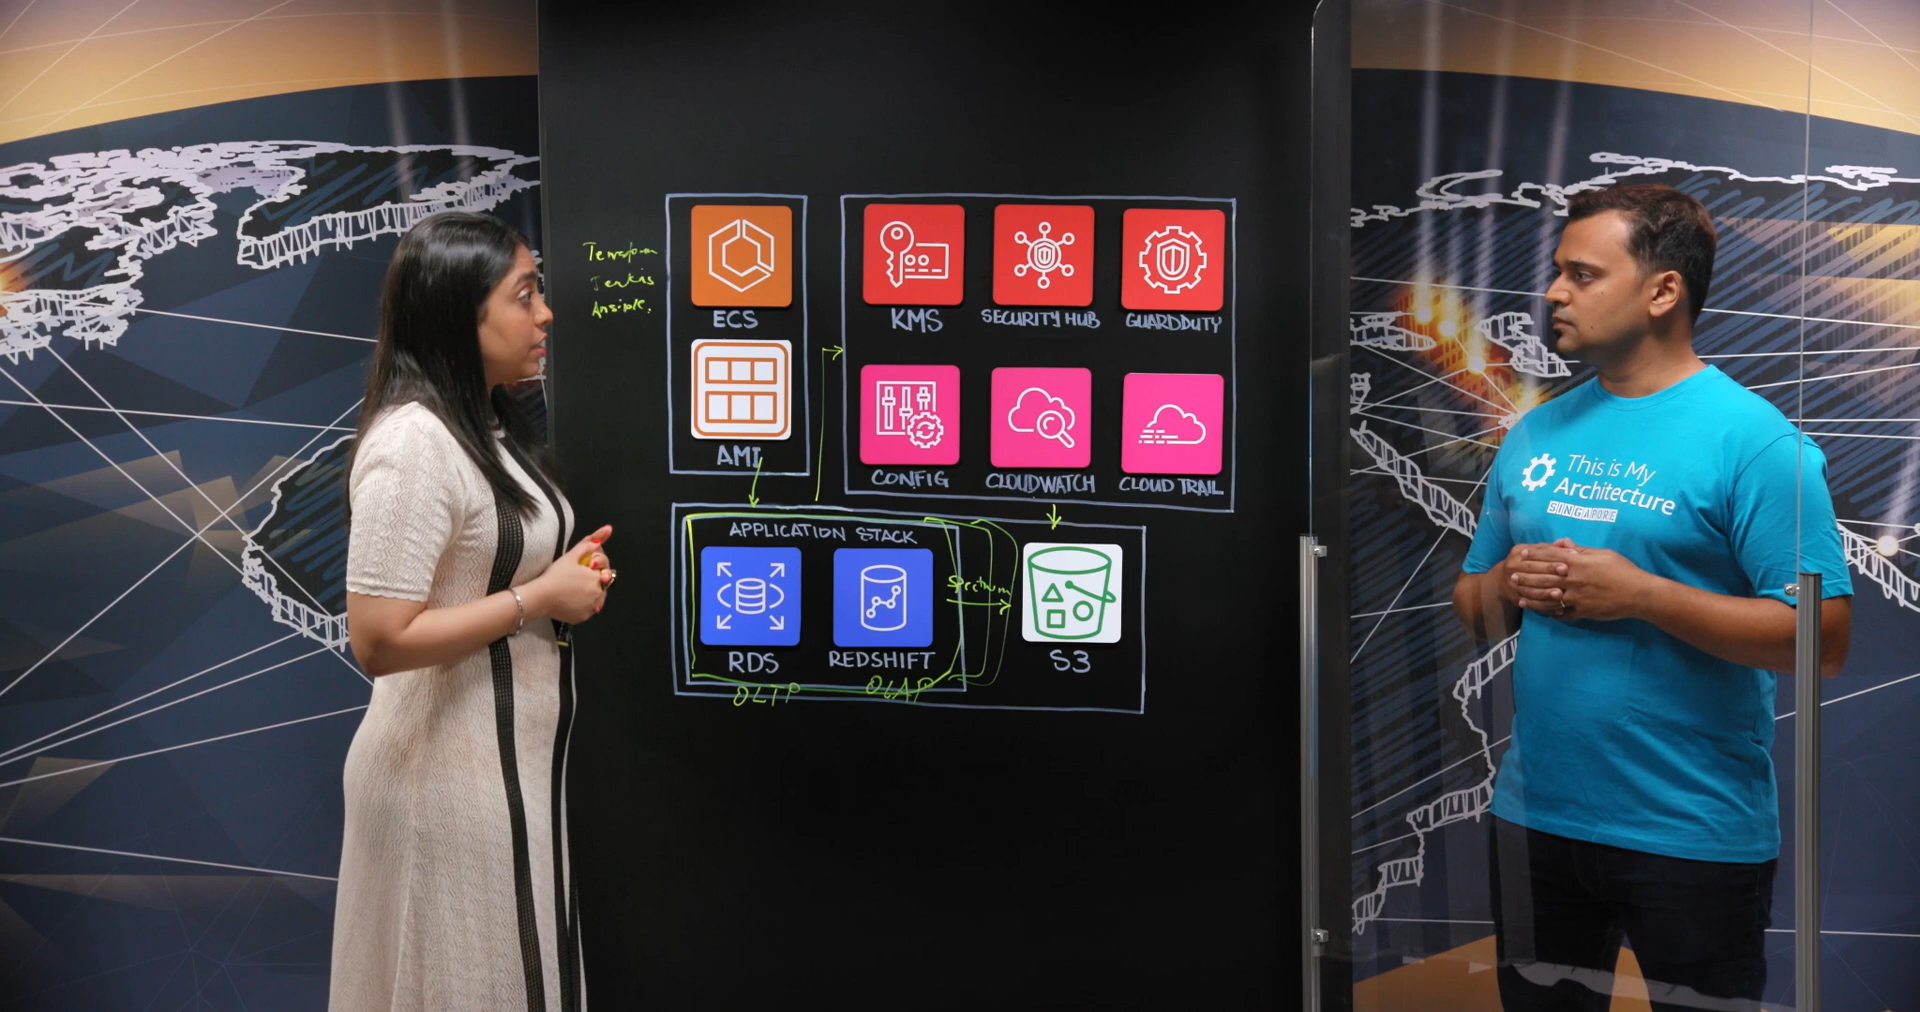 Terraform
Jenkins
Ansible.
ECS
AMI
KMS
SECURITY HUB
GUARDDUTY
CONFIG
CLOUDWATCH
CLOUD TRAIL
APPLICATION STACK
RDS
REDSHIFT
Spectrum
S3
OLTP
OLAP
This is My
Architecture
SINGAPORE